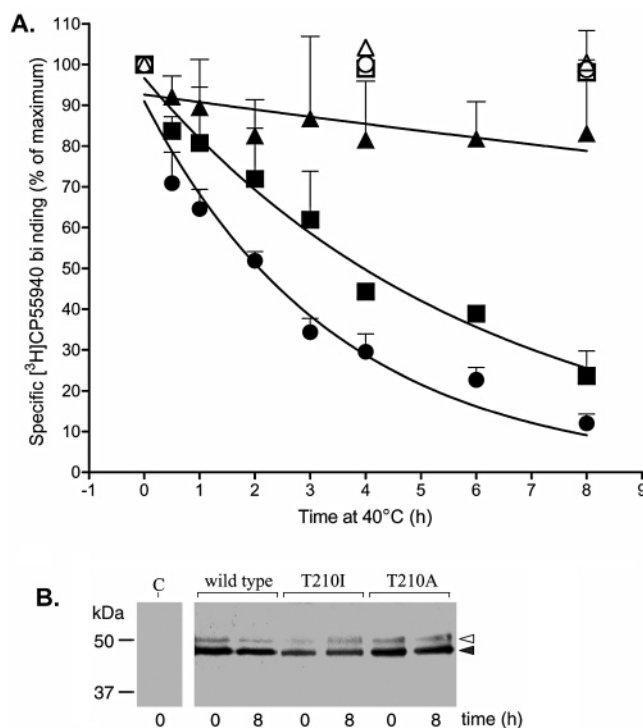 A.
Specific [³H]CP55940 binding (% of maximum)
110
100
90
80
70
60
50
40
30
20
10
0
-1 0 1 2 3 4 5 6 7 8 9
Time at 40°C (h)
B.
C wild type T210I T210A
kDa
50
37
0 0 8 0 8 0 8 time (h)